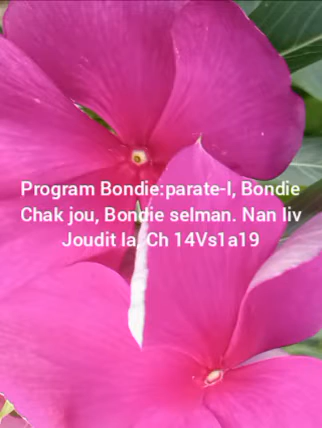 Program Bondie:parate-l, Bondie
Chak jou, Bondie selman. Nan liv
Joudit la, Ch 14Vs1a19